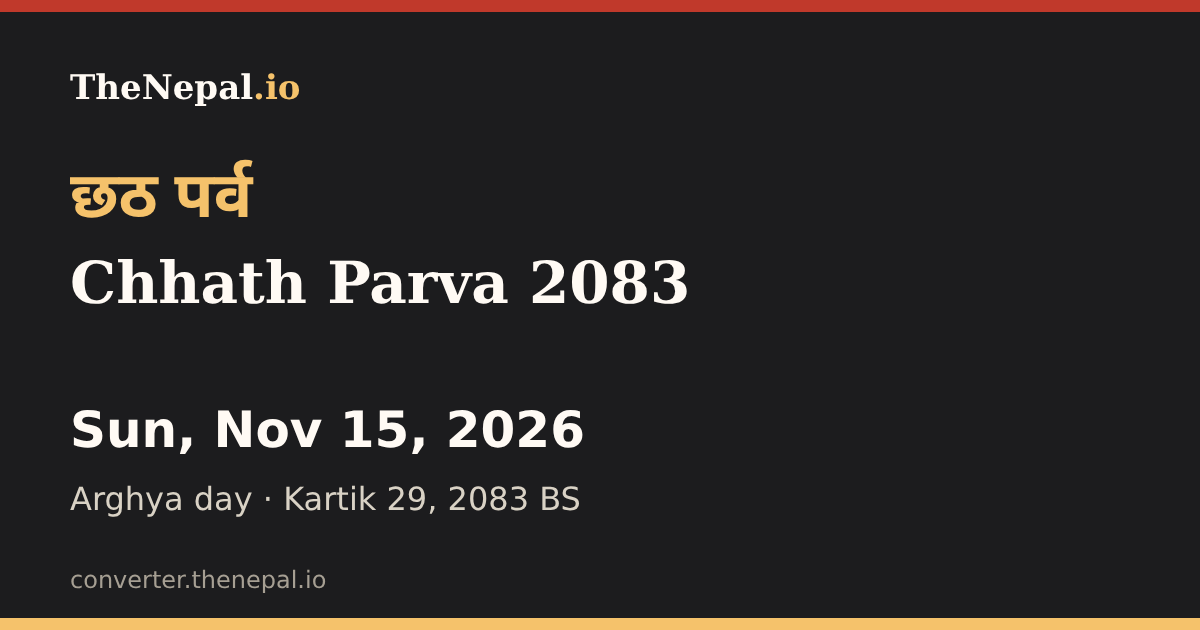 TheNepal.io
छठ पर्व
Chhath Parva 2083
Sun, Nov 15, 2026
Arghya day · Kartik 29, 2083 BS
converter.thenepal.io